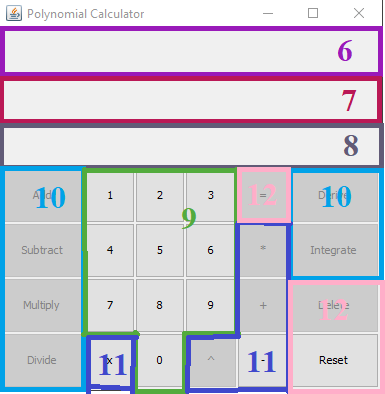 Polynomial Calculator
6
7
8
Add 10 1 2 3 12 = Derive 10
9
Subtract 4 5 6 * Integrate
Multiply 7 8 9 + Delete 12
Divide x 11 0 ^ - 11 Reset